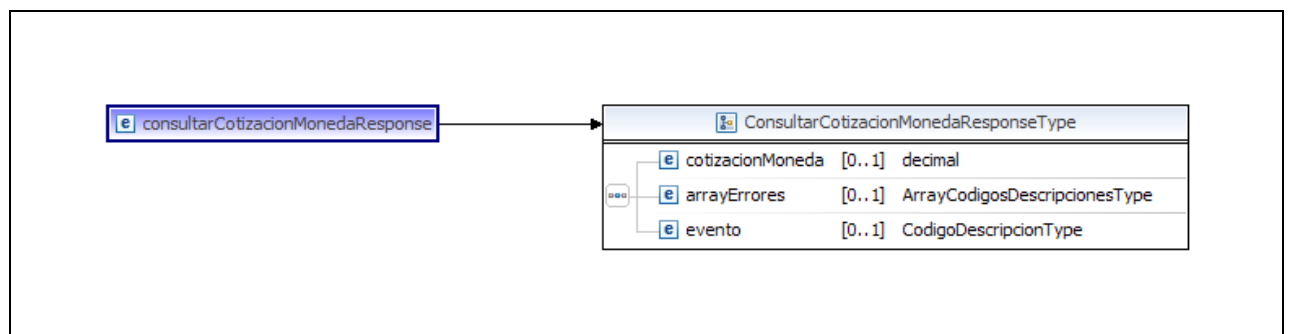 e consultarCotizacionMonedaResponse
ConsultarCotizacionMonedaResponseType
e cotizacionMoneda [0..1] decimal
e arrayErrores [0..1] ArrayCodigosDescripcionesType
e evento [0..1] CodigoDescripcionType